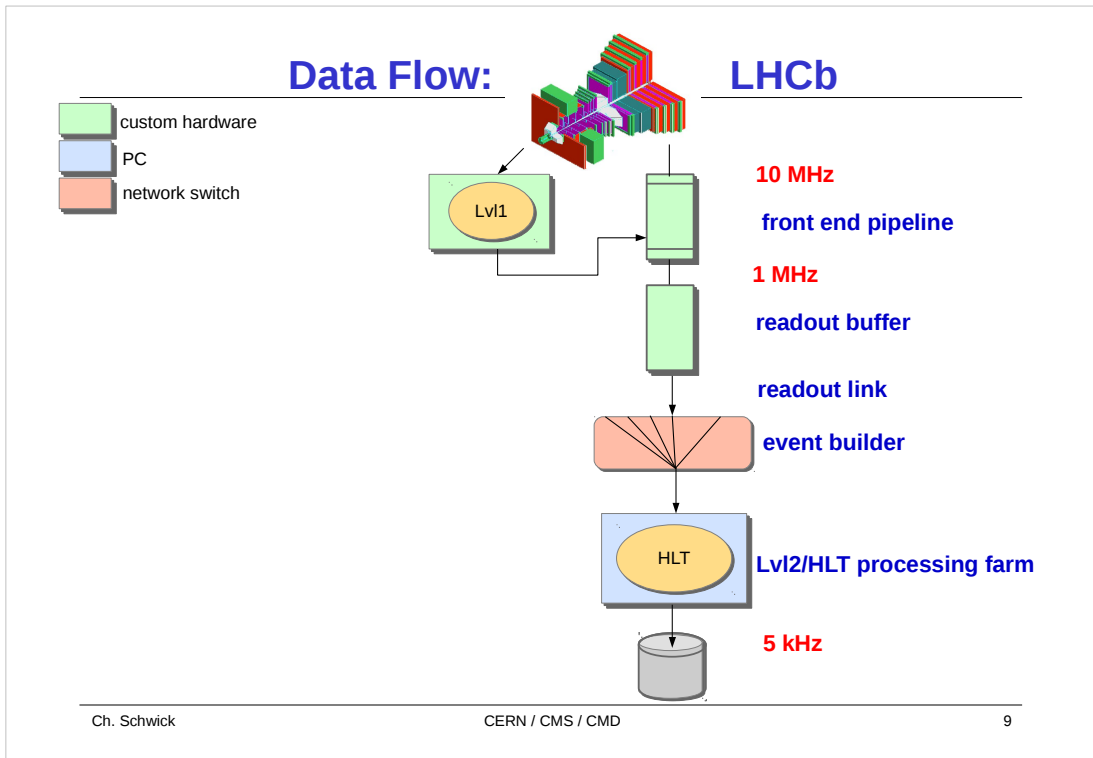 Data Flow: LHCb
custom hardware
PC
network switch
10 MHz
Lvl1
front end pipeline
1 MHz
readout buffer
readout link
event builder
HLT
Lvl2/HLT processing farm
5 kHz
Ch. Schwick CERN / CMS / CMD 9